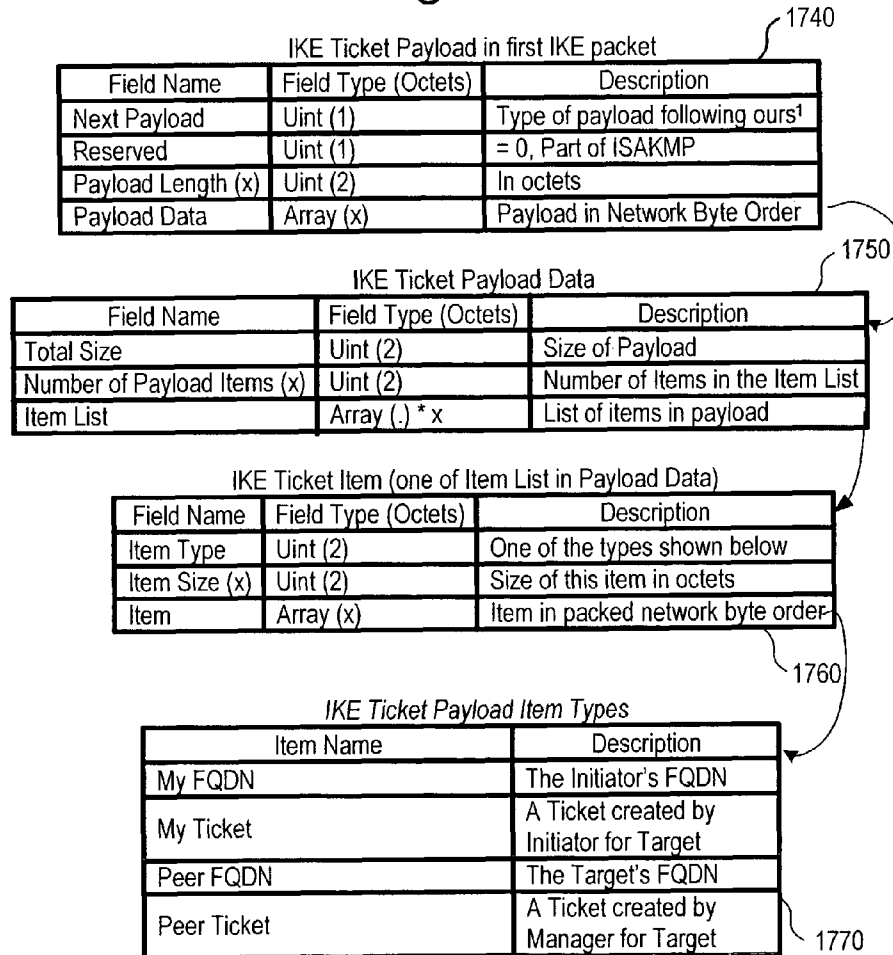 1740
IKE Ticket Payload in first IKE packet
Field Name Field Type (Octets) Description
Next Payload Uint (1) Type of payload following ours¹
Reserved Uint (1) = 0, Part of ISAKMP
Payload Length (x) Uint (2) In octets
Payload Data Array (x) Payload in Network Byte Order
1750
IKE Ticket Payload Data
Field Name Field Type (Octets) Description
Total Size Uint (2) Size of Payload
Number of Payload Items (x) Uint (2) Number of Items in the Item List
Item List Array (.) * x List of items in payload
IKE Ticket Item (one of Item List in Payload Data)
Field Name Field Type (Octets) Description
Item Type Uint (2) One of the types shown below
Item Size (x) Uint (2) Size of this item in octets
Item Array (x) Item in packed network byte order
1760
IKE Ticket Payload Item Types
Item Name Description
My FQDN The Initiator's FQDN
My Ticket A Ticket created by
Initiator for Target
Peer FQDN The Target's FQDN
Peer Ticket A Ticket created by
Manager for Target
1770